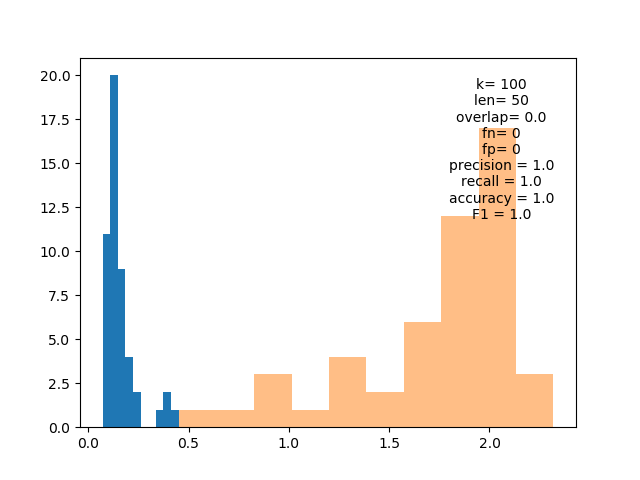 20.0
17.5
15.0
12.5
10.0
7.5
5.0
2.5
0.0
k= 100
len= 50
overlap= 0.0
fn= 0
fp= 0
precision = 1.0
recall = 1.0
accuracy = 1.0
F1 = 1.0
0.0 0.5 1.0 1.5 2.0